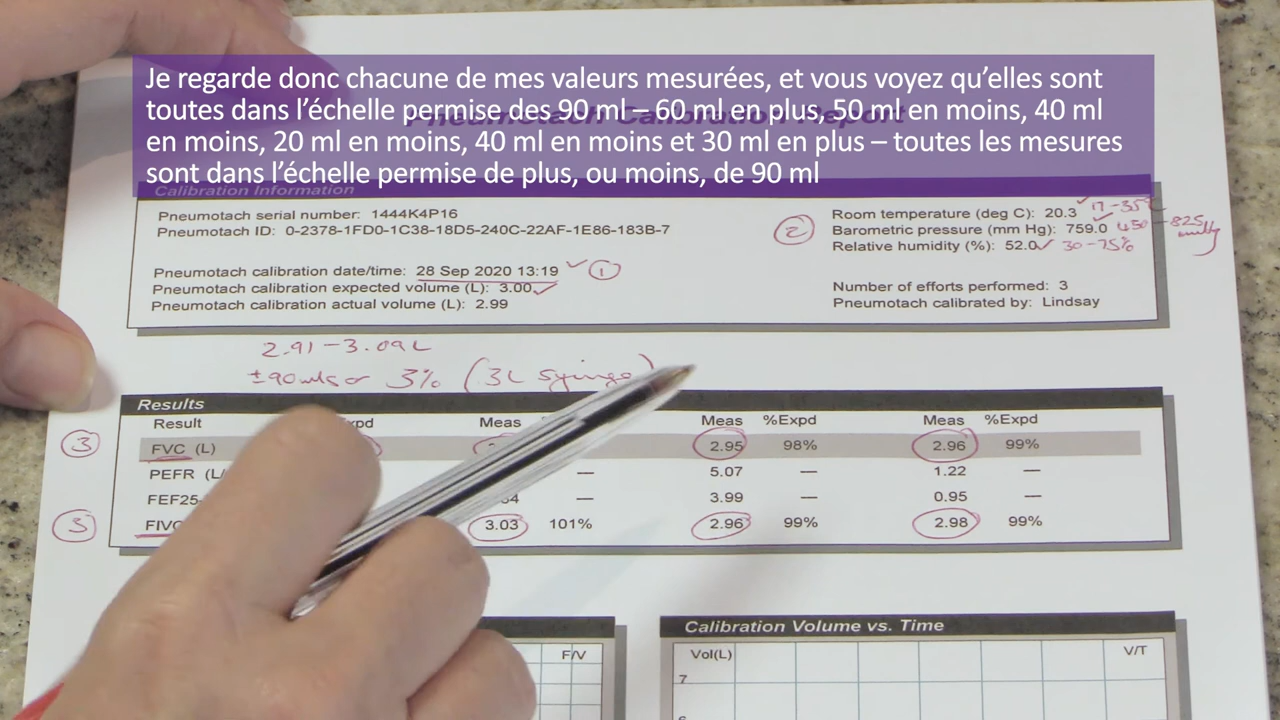 Je regarde donc chacune de mes valeurs mesurées, et vous voyez qu’elles sont
toutes dans l’échelle permise des 90 ml – 60 ml en plus, 50 ml en moins, 40 ml
en moins, 20 ml en moins, 40 ml en moins et 30 ml en plus – toutes les mesures
sont dans l’échelle permise de plus, ou moins, de 90 ml
Pneumotach Calibration Report
Calibration Information
Pneumotach serial number: 1444K4P16
Pneumotach ID: 0-2378-1FD0-1C38-18D5-240C-22AF-1E86-183B-7
Pneumotach calibration date/time: 28 Sep 2020 13:19 1
Pneumotach calibration expected volume (L): 3.00
Pneumotach calibration actual volume (L): 2.99
2 Room temperature (deg C): 20.3 17-35°C
Barometric pressure (mm Hg): 759.0 450-825 mmHg
Relative humidity (%): 52.0 30-75%
Number of efforts performed: 3
Pneumotach calibrated by: Lindsay
2.91-3.09L
±90mls or 3% (3L syringe)
Results
Result Meas Meas %Expd Meas %Expd
3 FVC (L) 2.95 98% 2.96 99%
PEFR 5.07 — 1.22 —
FEF25- — 3.99 — 0.95 —
FIVC 3.03 101% 2.96 99% 2.98 99%
F/V
Calibration Volume vs. Time
Vol(L) V/T
7